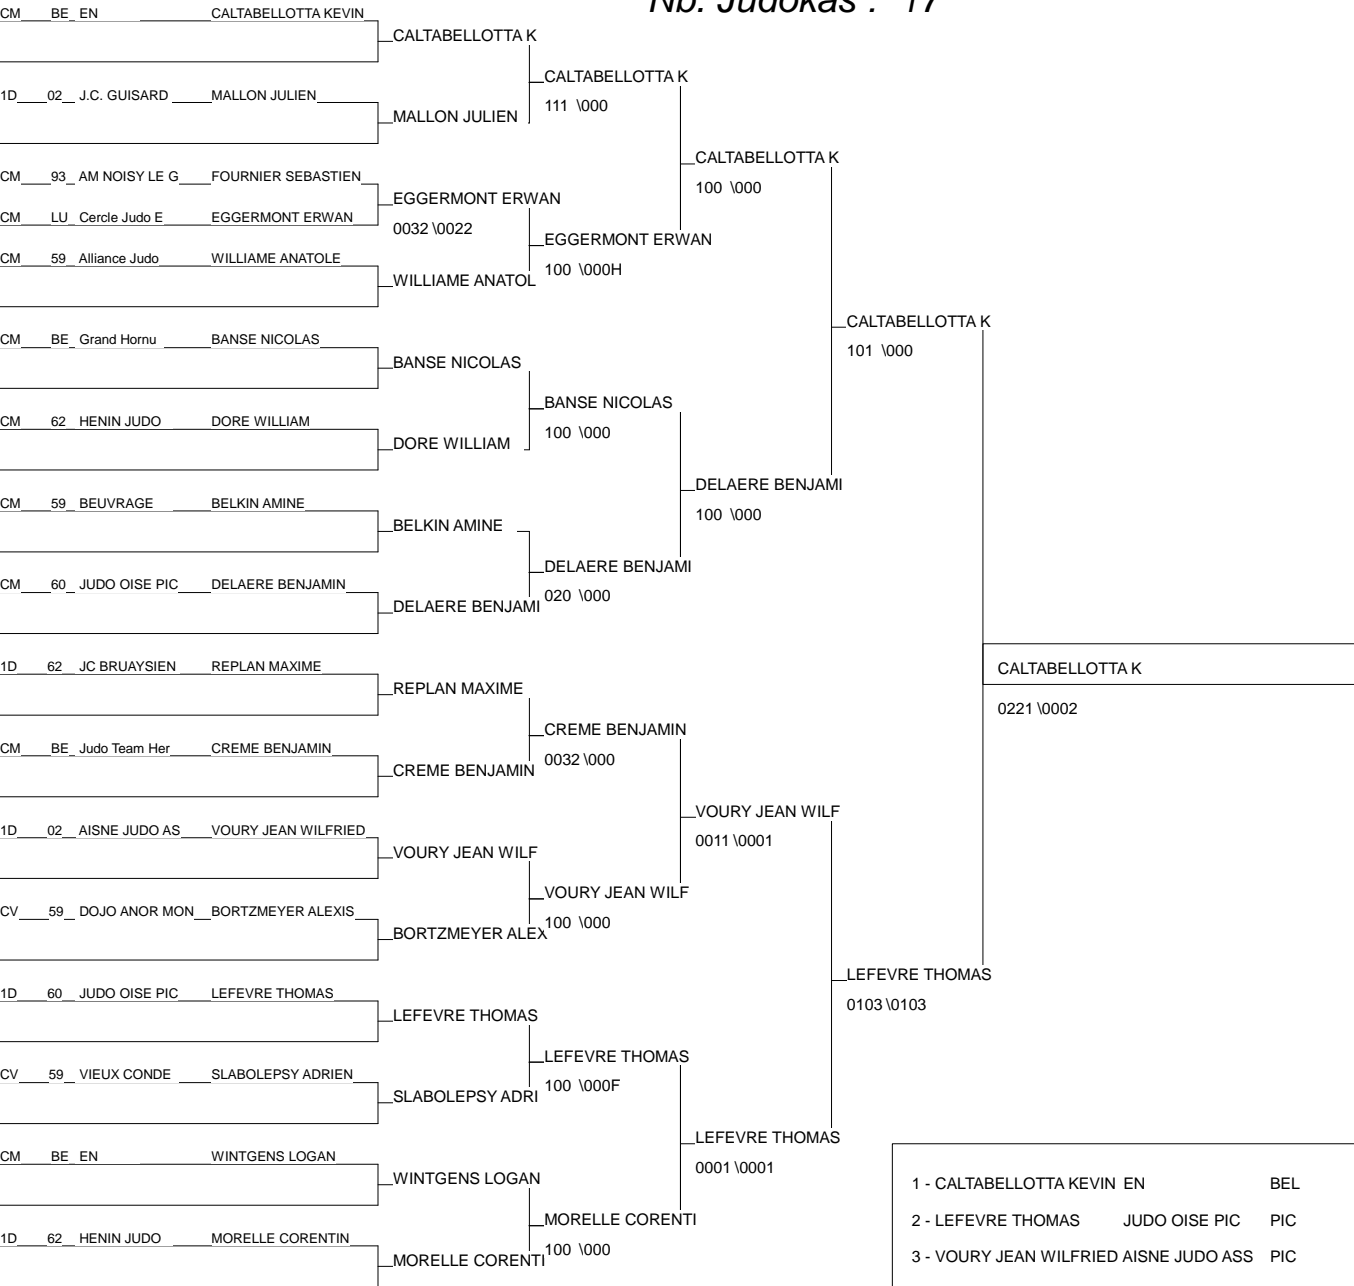 Nb. Judokas : 17
CM BE EN CALTABELLOTTA KEVIN
CALTABELLOTTA K
CALTABELLOTTA K
1D 02 J.C. GUISARD MALLON JULIEN
111 \000
MALLON JULIEN
CALTABELLOTTA K
CM 93 AM NOISY LE G FOURNIER SEBASTIEN
100 \000
EGGERMONT ERWAN
CM LU Cercle Judo E EGGERMONT ERWAN
0032 \0022
EGGERMONT ERWAN
CM 59 Alliance Judo WILLIAME ANATOLE
100 \000H
WILLIAME ANATOL
CALTABELLOTTA K
CM BE Grand Hornu BANSE NICOLAS
101 \000
BANSE NICOLAS
BANSE NICOLAS
CM 62 HENIN JUDO DORE WILLIAM
100 \000
DORE WILLIAM
DELAERE BENJAMI
CM 59 BEUVRAGE BELKIN AMINE
100 \000
BELKIN AMINE
DELAERE BENJAMI
CM 60 JUDO OISE PIC DELAERE BENJAMIN
020 \000
DELAERE BENJAMI
1D 62 JC BRUAYSIEN REPLAN MAXIME
CALTABELLOTTA K
REPLAN MAXIME
0221 \0002
CREME BENJAMIN
CM BE Judo Team Her CREME BENJAMIN
0032 \000
CREME BENJAMIN
VOURY JEAN WILF
1D 02 AISNE JUDO AS VOURY JEAN WILFRIED
0011 \0001
VOURY JEAN WILF
VOURY JEAN WILF
CV 59 DOJO ANOR MON BORTZMEYER ALEXIS
100 \000
BORTZMEYER ALEX
LEFEVRE THOMAS
1D 60 JUDO OISE PIC LEFEVRE THOMAS
0103 \0103
LEFEVRE THOMAS
LEFEVRE THOMAS
CV 59 VIEUX CONDE SLABOLEPSY ADRIEN
100 \000F
SLABOLEPSY ADRI
LEFEVRE THOMAS
CM BE EN WINTGENS LOGAN
0001 \0001
WINTGENS LOGAN
1 - CALTABELLOTTA KEVIN EN BEL
MORELLE CORENTI
2 - LEFEVRE THOMAS JUDO OISE PIC PIC
1D 62 HENIN JUDO MORELLE CORENTIN
100 \000
3 - VOURY JEAN WILFRIED AISNE JUDO ASS PIC
MORELLE CORENTI